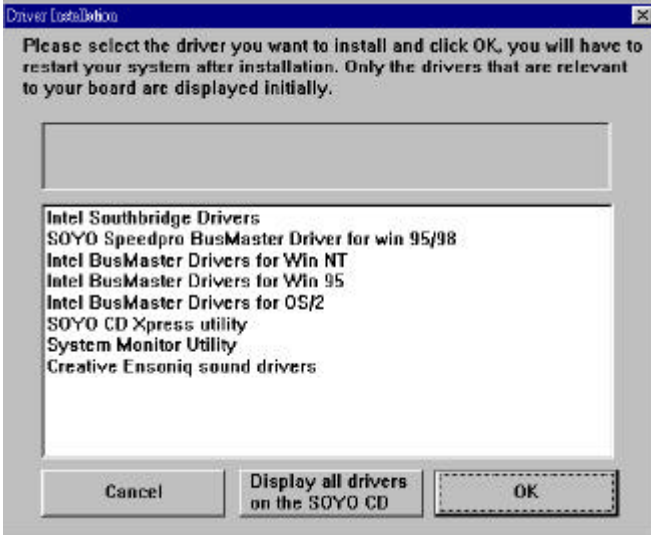 Driver Installation
Please select the driver you want to install and click OK, you will have to
restart your system after installation. Only the drivers that are relevant
to your board are displayed initially.
Intel Southbridge Drivers
SOYO Speedpro BusMaster Driver for win 95/98
Intel BusMaster Drivers for Win NT
Intel BusMaster Drivers for Win 95
Intel BusMaster Drivers for OS/2
SOYO CD Xpress utility
System Monitor Utility
Creative Ensoniq sound drivers
Cancel
Display all drivers
on the SOYO CD
OK